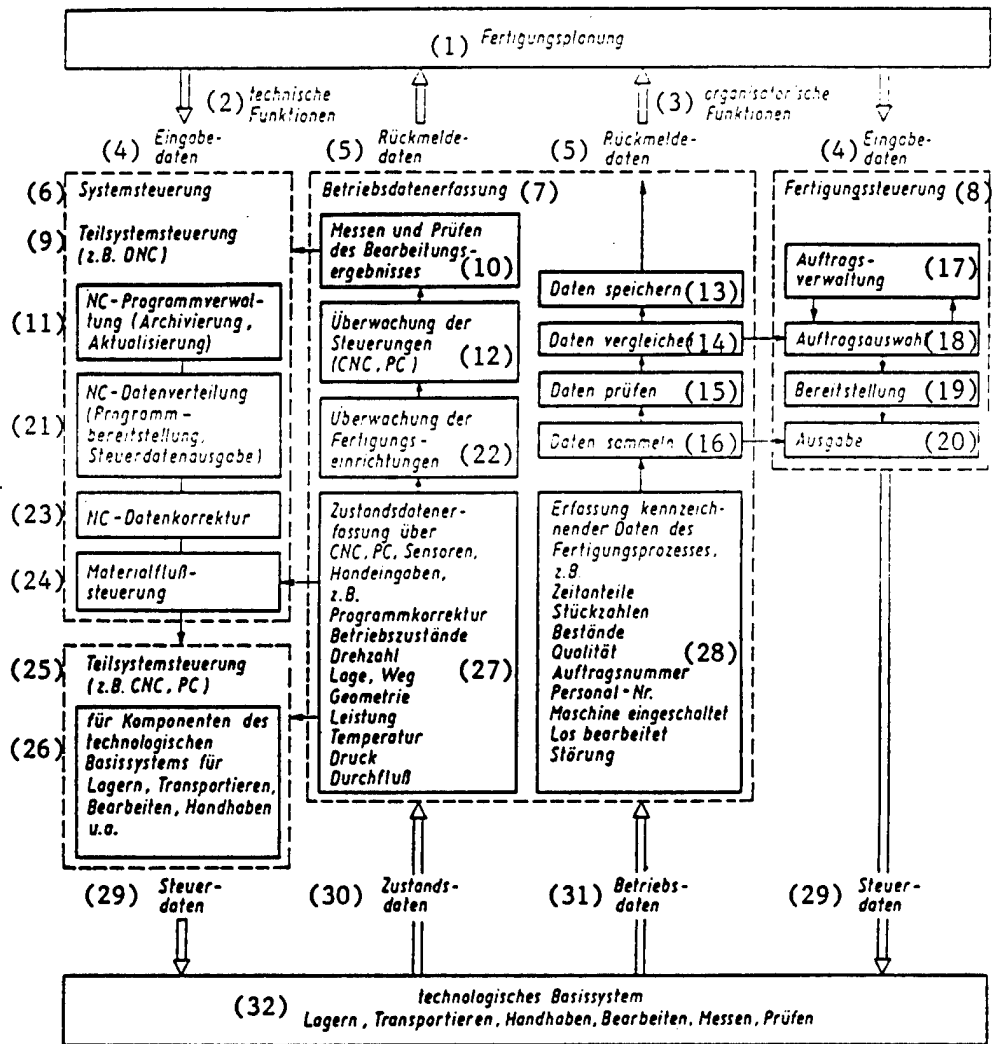 (1) Fertigungsplanung
(2) technische
Funktionen
(3) organisatorische
Funktionen
(4) Eingabe-
daten
(5) Rückmelde-
daten
(5) Rückmelde-
daten
(4) Eingabe-
daten
(6) Systemsteuerung
(9) Teilsystemsteuerung
(z.B. DNC)
(11) NC-Programmverwal-
tung (Archivierung,
Aktualisierung)
(21) NC-Datenverteilung
(Programm-
bereitstellung,
Steuerdatenausgabe)
(23) NC-Datenkorrektur
(24) Materialfluß-
steuerung
(25) Teilsystemsteuerung
(z.B. CNC, PC)
(26) für Komponenten des
technologischen
Basissystems für
Lagern, Transportieren,
Bearbeiten, Handhaben
u.a.
Betriebsdatenerfassung (7)
Messen und Prüfen
des Bearbeitungs-
ergebnisses (10)
Überwachung der
Steuerungen
(CNC, PC) (12)
Überwachung der
Fertigungs-
einrichtungen (22)
Zustandsdatener-
fassung über
CNC, PC, Sensoren,
Handeingaben,
z.B.
Programmkorrektur
Betriebszustände
Drehzahl
Lage, Weg (27)
Geometrie
Leistung
Temperatur
Druck
Durchfluß
Daten speichern (13)
Daten vergleichen (14)
Daten prüfen (15)
Daten sammeln (16)
Erfassung kennzeich-
nender Daten des
Fertigungsprozesses,
z.B.
Zeitanteile
Stückzahlen
Bestände
Qualität (28)
Auftragsnummer
Personal-Nr.
Maschine eingeschaltet
Los bearbeitet
Störung
Fertigungssteuerung (8)
Auftrags-
verwaltung (17)
Auftragsauswahl (18)
Bereitstellung (19)
Ausgabe (20)
(29) Steuer-
daten
(30) Zustands-
daten
(31) Betriebs-
daten
(29) Steuer-
daten
(32) technologisches Basissystem
Lagern, Transportieren, Handhaben, Bearbeiten, Messen, Prüfen